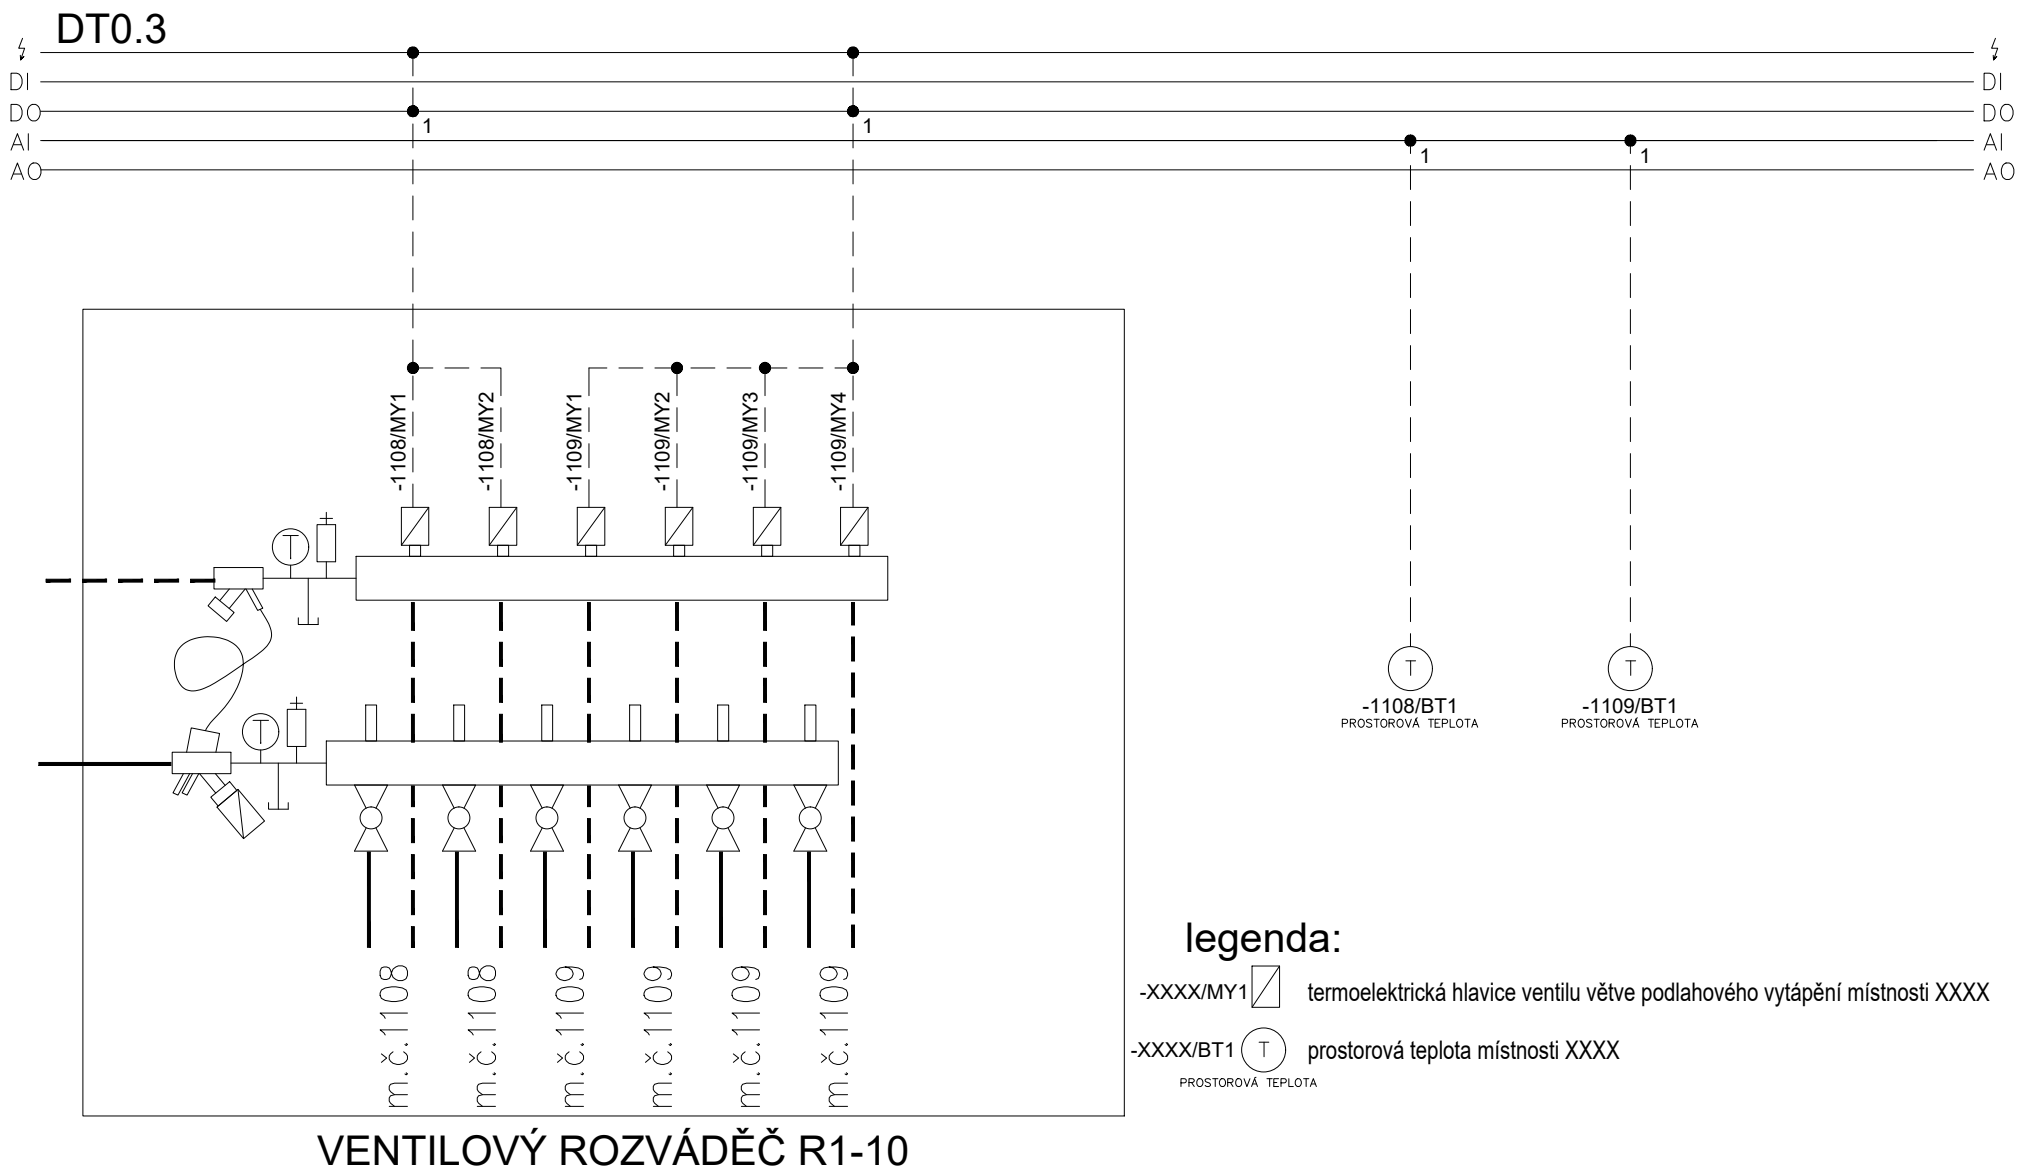 DT0.3
DI DI
DO DO
1 1
AI AI
1 1
AO AO
-1108/MY1
-1108/MY2
-1109/MY1
-1109/MY2
-1109/MY3
-1109/MY4
T
T
T T
-1108/BT1 -1109/BT1
PROSTOROVÁ TEPLOTA PROSTOROVÁ TEPLOTA
m.č.1108
m.č.1108
m.č.1109
m.č.1109
m.č.1109
m.č.1109
legenda:
-XXXX/MY1 termoelektrická hlavice ventilu větve podlahového vytápění místnosti XXXX
-XXXX/BT1 T prostorová teplota místnosti XXXX
PROSTOROVÁ TEPLOTA
VENTILOVÝ ROZVÁDĚČ R1-10